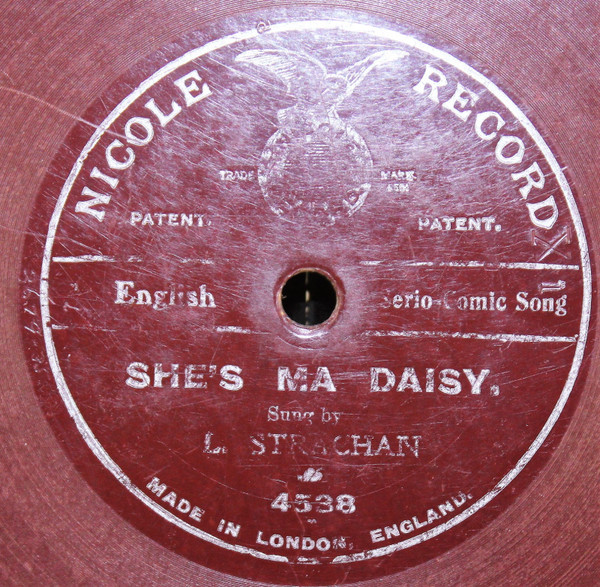 NICOLE RECORD
TRADE MARK
PATENT. PATENT.
English Serio-Comic Song
SHE'S MA DAISY.
Sung by
L. STRACHAN
4538
MADE IN LONDON, ENGLAND.